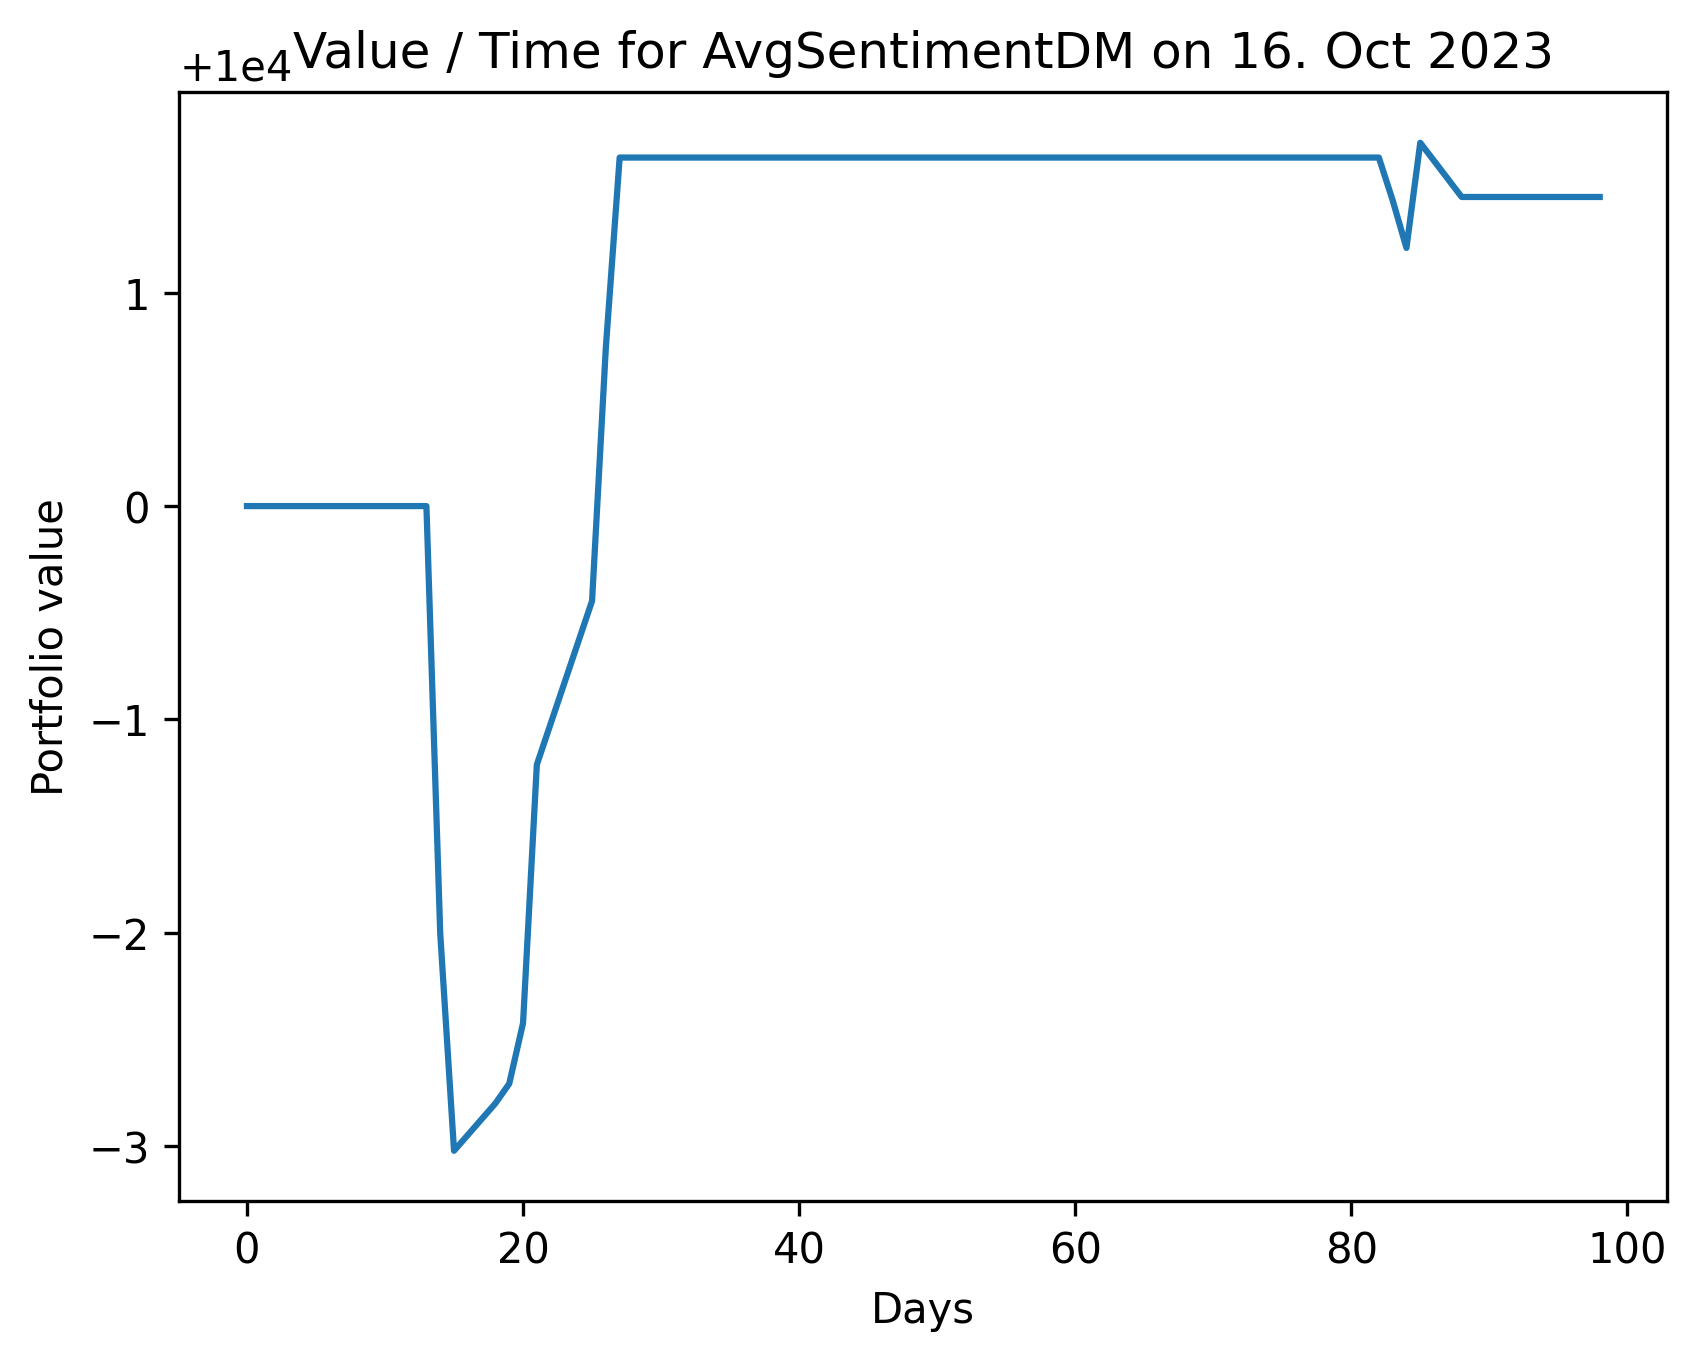 Value / Time for AvgSentimentDM on 16. Oct 2023
+1e4
1
0
−1
−2
−3
Portfolio value
0 20 40 60 80 100
Days